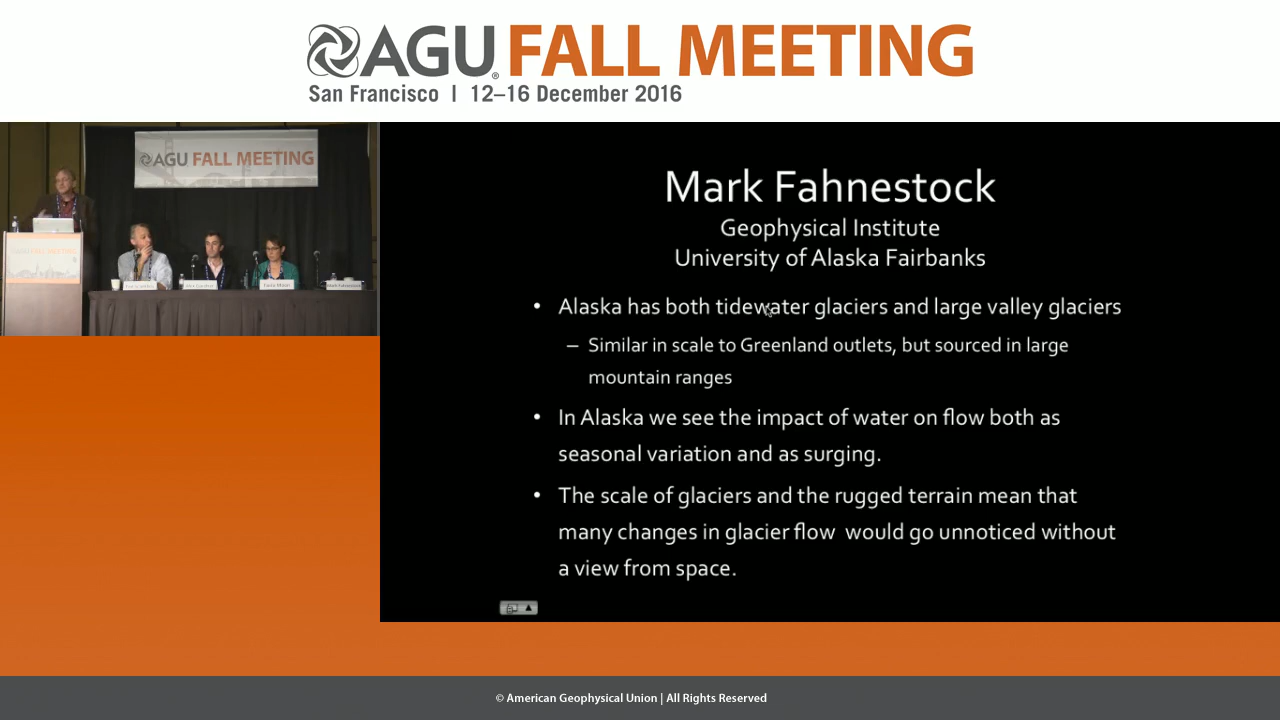 AGU FALL MEETING
San Francisco | 12–16 December 2016
AGU FALL MEETING
AGU FALL MEETING
Mark Fahnestock
Geophysical Institute
University of Alaska Fairbanks
• Alaska has both tidewater glaciers and large valley glaciers
– Similar in scale to Greenland outlets, but sourced in large
mountain ranges
• In Alaska we see the impact of water on flow both as
seasonal variation and as surging.
• The scale of glaciers and the rugged terrain mean that
many changes in glacier flow would go unnoticed without
a view from space.
© American Geophysical Union | All Rights Reserved